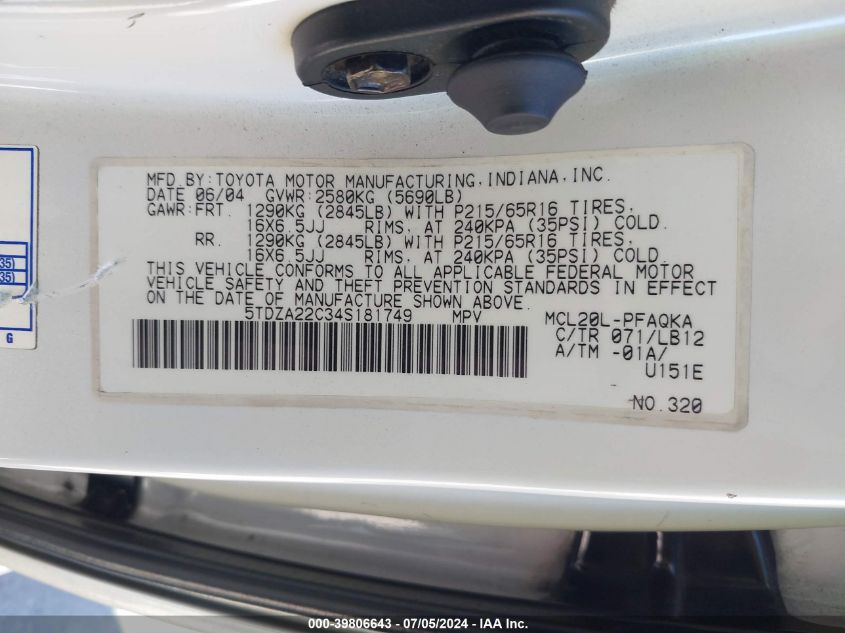 MFD.BY:TOYOTA MOTOR MANUFACTURING, INDIANA, INC.
DATE 06/04 GVWR:2580KG (5690LB)
GAWR:FRT. 1290KG (2845LB) WITH P215/65R16 TIRES,
16X6.5JJ RIMS, AT 240KPA (35PSI) COLD.
RR. 1290KG (2845LB) WITH P215/65R16 TIRES,
16X6.5JJ RIMS, AT 240KPA (35PSI) COLD.
THIS VEHICLE CONFORMS TO ALL APPLICABLE FEDERAL MOTOR
VEHICLE SAFETY AND THEFT PREVENTION STANDARDS IN EFFECT
ON THE DATE OF MANUFACTURE SHOWN ABOVE.
5TDZA22C34S181749 MPV MCL20L-PFAQKA
C/TR 071/LB12
A/TM -01A/
U151E
NO.320
35)
35)
G
000-39806643 / 07/05/2024 - IAAI.com